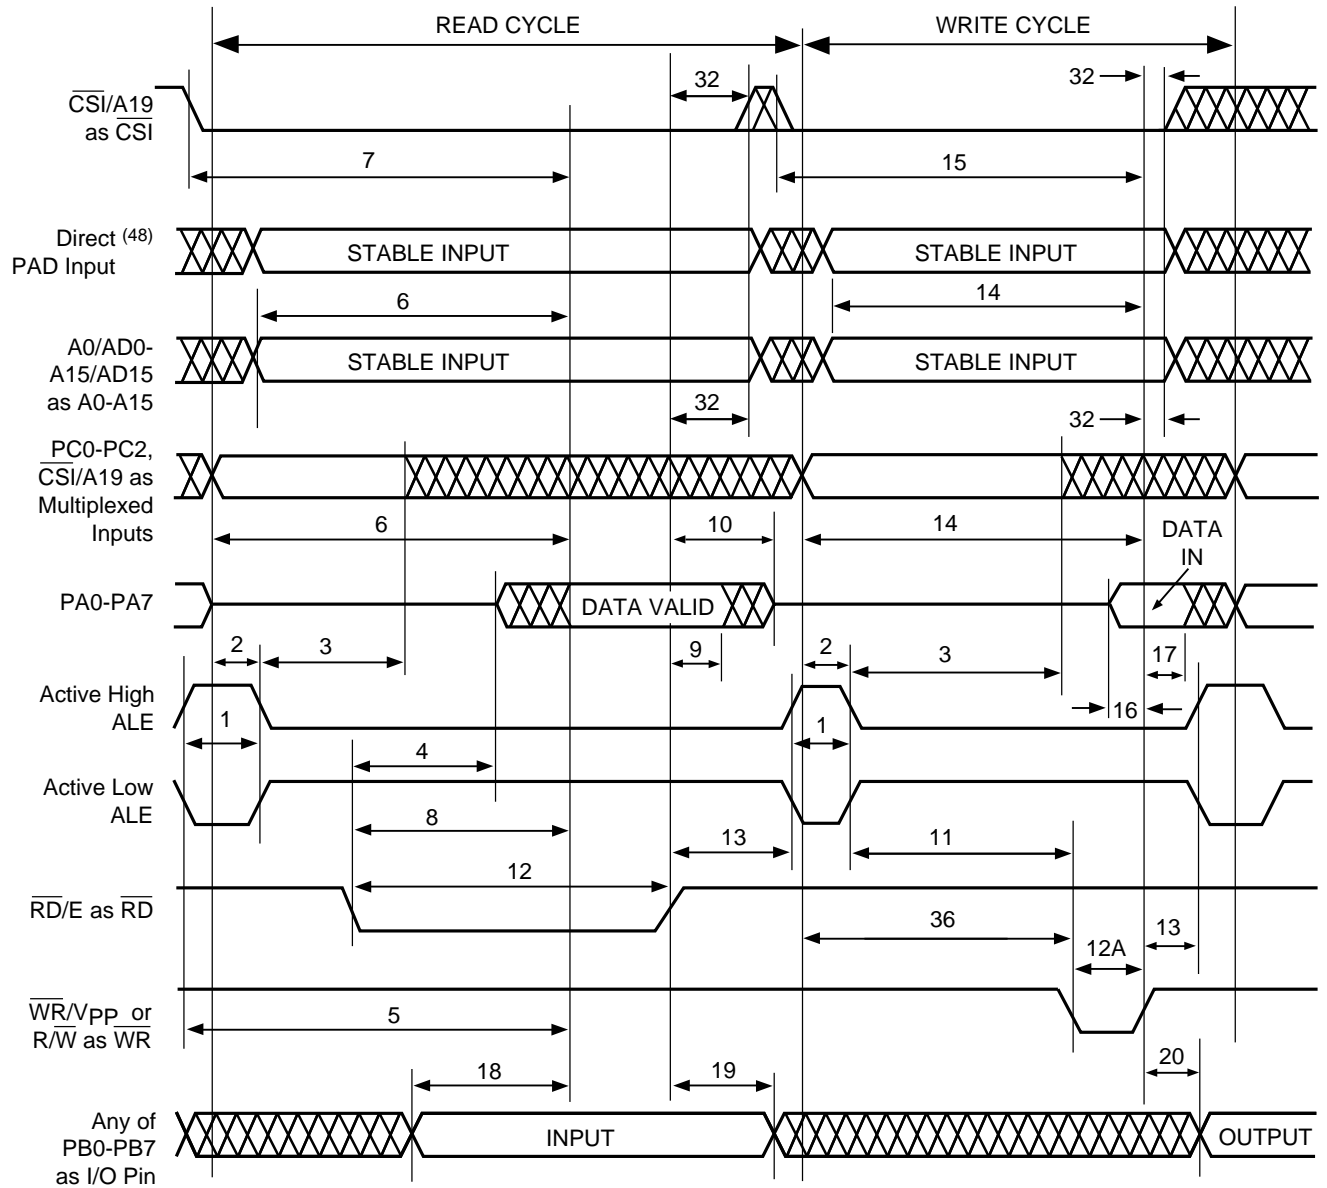 READ CYCLE
WRITE CYCLE
32
32
CSI/A19
as CSI
7
15
Direct (48)
PAD Input
STABLE INPUT
STABLE INPUT
6
14
A0/AD0-
A15/AD15
as A0-A15
STABLE INPUT
STABLE INPUT
32
32
PC0-PC2,
CSI/A19 as
Multiplexed
Inputs
6
10
14
DATA
IN
PA0-PA7
DATA VALID
2
3
9
2
3
17
Active High
ALE
1
1
16
4
Active Low
ALE
8
13
11
12
RD/E as RD
36
12A
13
WR/VPP or
R/W as WR
5
18
19
20
Any of
PB0-PB7
as I/O Pin
INPUT
OUTPUT